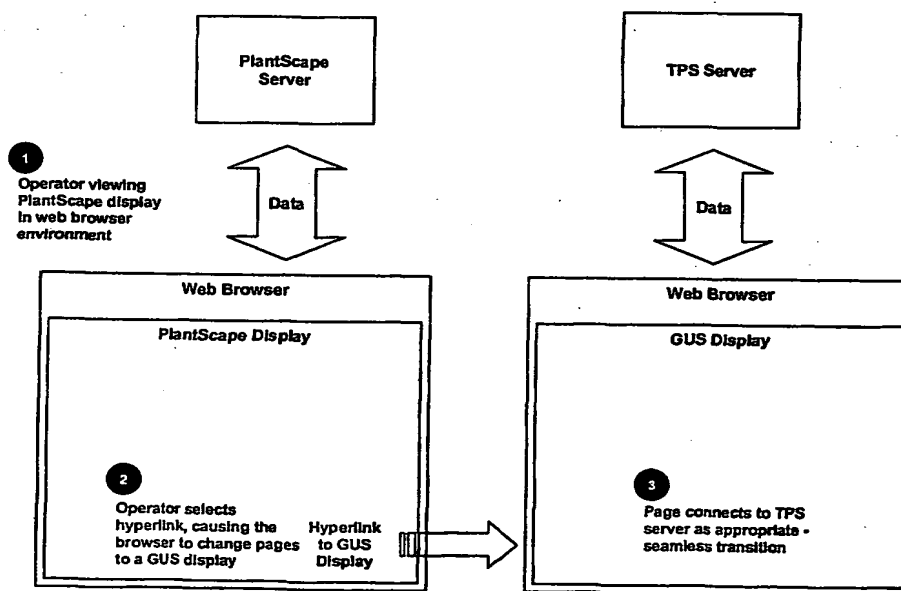 PlantScape
Server
TPS Server
1
Operator viewing
PlantScape display
In web browser
environment
Data
Data
Web Browser
PlantScape Display
2
Operator selects
hyperlink, causing the
browser to change pages
to a GUS display
Hyperlink
to GUS
Display
Web Browser
GUS Display
3
Page connects to TPS
server as appropriate -
seamless transition